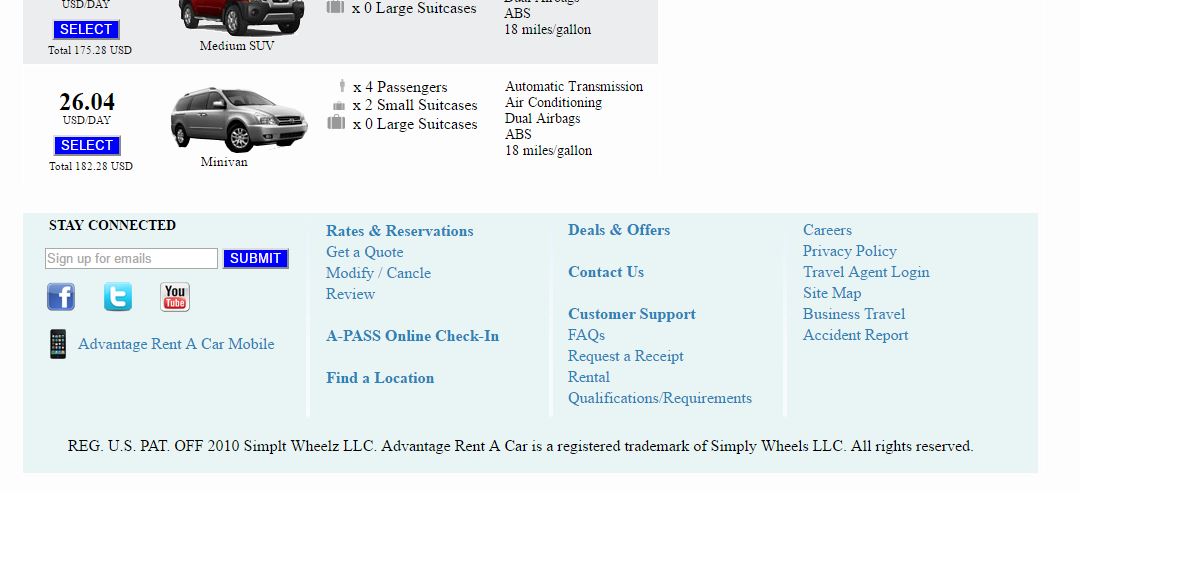 USD/DAY
SELECT
Total 175.28 USD
Medium SUV
x 0 Large Suitcases
Dual Airbags
ABS
18 miles/gallon
26.04
USD/DAY
SELECT
Total 182.28 USD
Minivan
x 4 Passengers
x 2 Small Suitcases
x 0 Large Suitcases
Automatic Transmission
Air Conditioning
Dual Airbags
ABS
18 miles/gallon
STAY CONNECTED
Sign up for emails
SUBMIT
f
t
You
Tube
Advantage Rent A Car Mobile
Rates & Reservations
Get a Quote
Modify / Cancle
Review
A-PASS Online Check-In
Find a Location
Deals & Offers
Contact Us
Customer Support
FAQs
Request a Receipt
Rental
Qualifications/Requirements
Careers
Privacy Policy
Travel Agent Login
Site Map
Business Travel
Accident Report
REG. U.S. PAT. OFF 2010 Simplt Wheelz LLC. Advantage Rent A Car is a registered trademark of Simply Wheels LLC. All rights reserved.